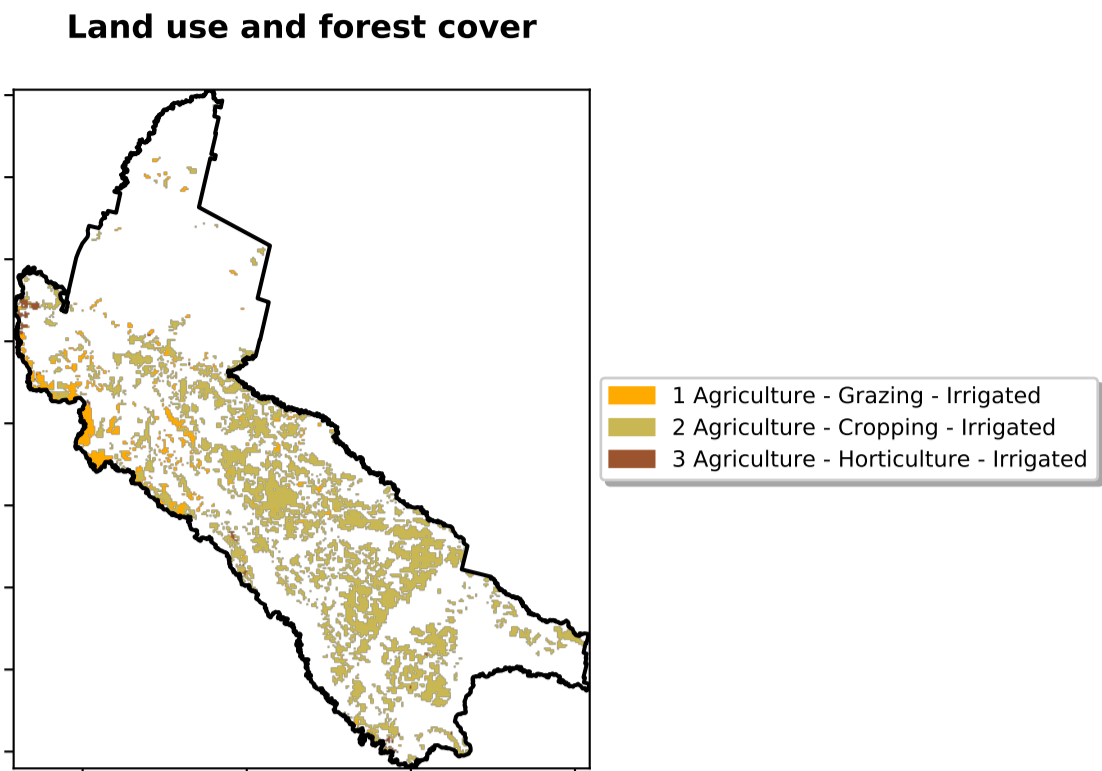 Land use and forest cover
1 Agriculture - Grazing - Irrigated
2 Agriculture - Cropping - Irrigated
3 Agriculture - Horticulture - Irrigated